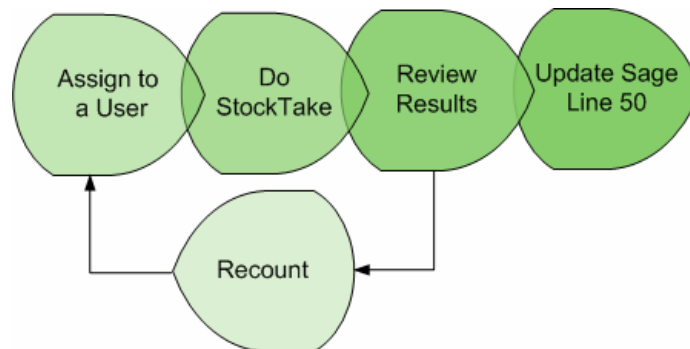 Assign to
a User
Do
StockTake
Review
Results
Update Sage
Line 50
Recount